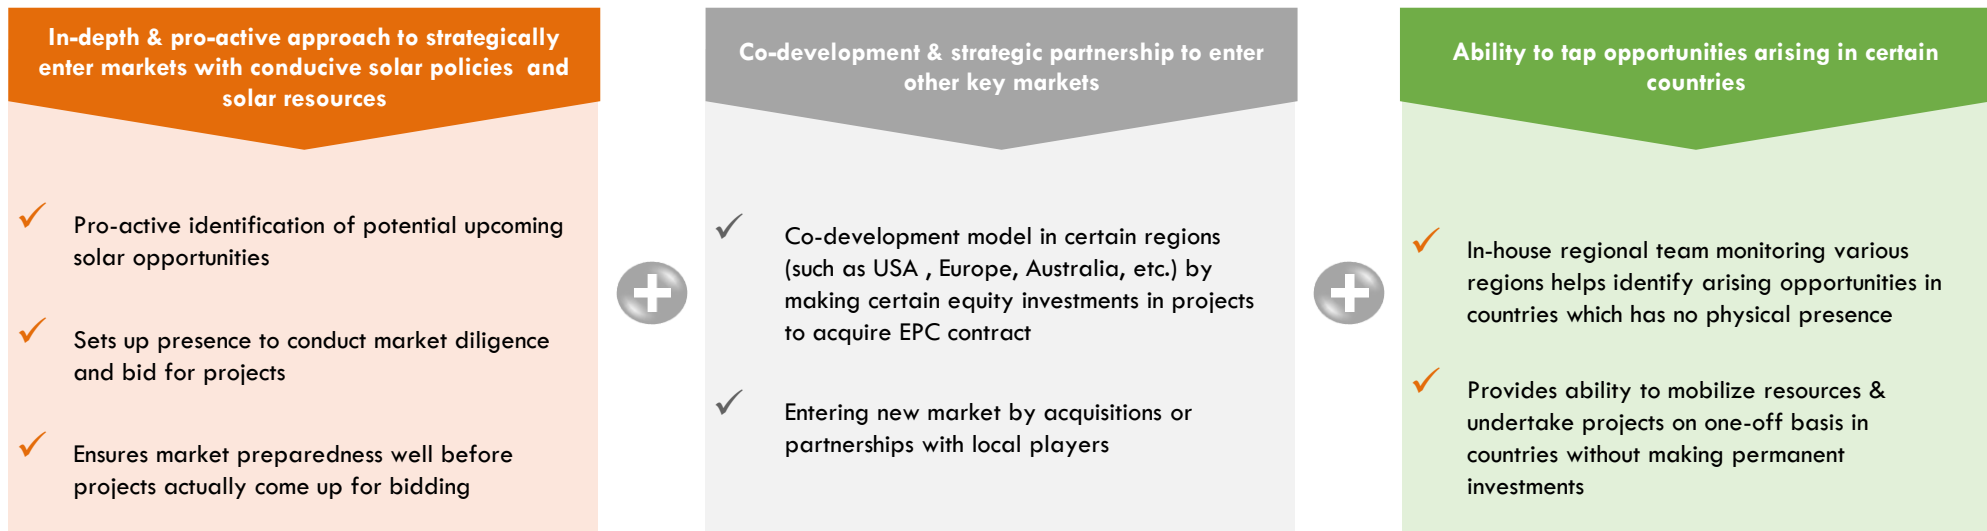 In-depth & pro-active approach to strategically
enter markets with conducive solar policies and
solar resources
Pro-active identification of potential upcoming
solar opportunities
Sets up presence to conduct market diligence
and bid for projects
Ensures market preparedness well before
projects actually come up for bidding
Co-development & strategic partnership to enter
other key markets
Co-development model in certain regions
(such as USA , Europe, Australia, etc.) by
making certain equity investments in projects
to acquire EPC contract
Entering new market by acquisitions or
partnerships with local players
Ability to tap opportunities arising in certain
countries
In-house regional team monitoring various
regions helps identify arising opportunities in
countries which has no physical presence
Provides ability to mobilize resources &
undertake projects on one-off basis in
countries without making permanent
investments